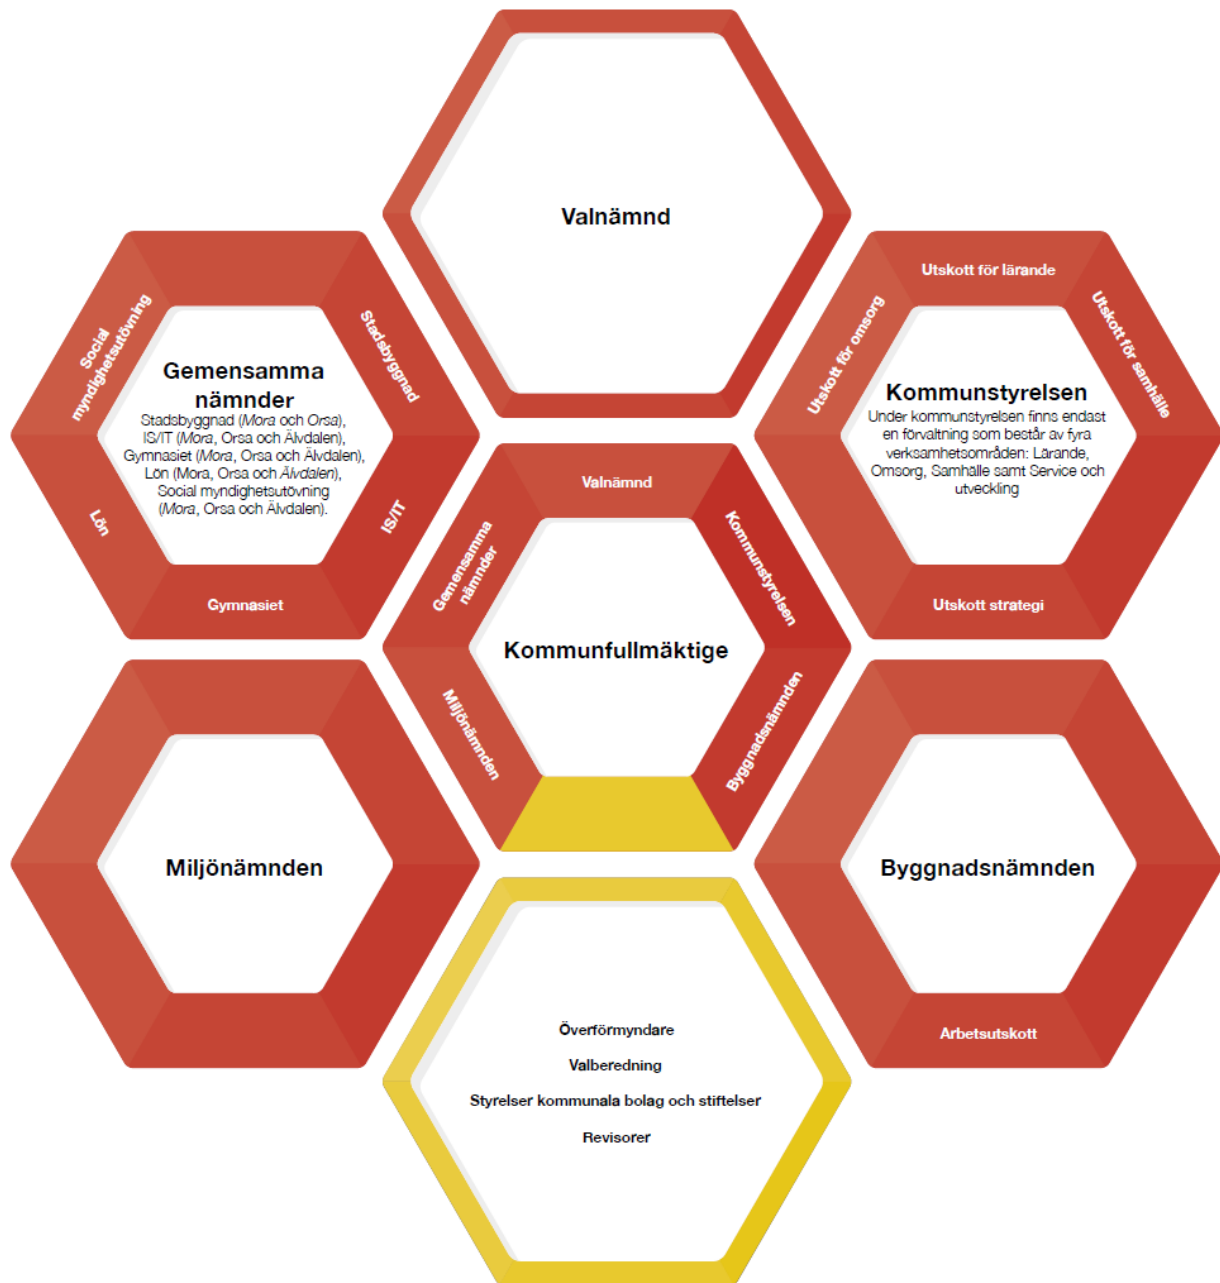 Valnämnd
Social
myndighetsutövning
Stadsbyggnad
Gemensamma
nämnder
Stadsbyggnad (Mora och Orsa),
IS/IT (Mora, Orsa och Älvdalen),
Gymnasiet (Mora, Orsa och Älvdalen),
Lön (Mora, Orsa och Älvdalen),
Social myndighetsutövning
(Mora, Orsa och Älvdalen).
Lön
IS/IT
Gymnasiet
Utskott för lärande
Utskott för omsorg
Utskott för samhälle
Kommunstyrelsen
Under kommunstyrelsen finns endast
en förvaltning som består av fyra
verksamhetsområden: Lärande,
Omsorg, Samhälle samt Service och
utveckling
Utskott strategi
Valnämnd
Gemensamma
nämnder
Kommunstyrelsen
Kommunfullmäktige
Miljönämnden
Byggnadsnämnden
Miljönämnden
Byggnadsnämnden
Arbetsutskott
Överförmyndare
Valberedning
Styrelser kommunala bolag och stiftelser
Revisorer